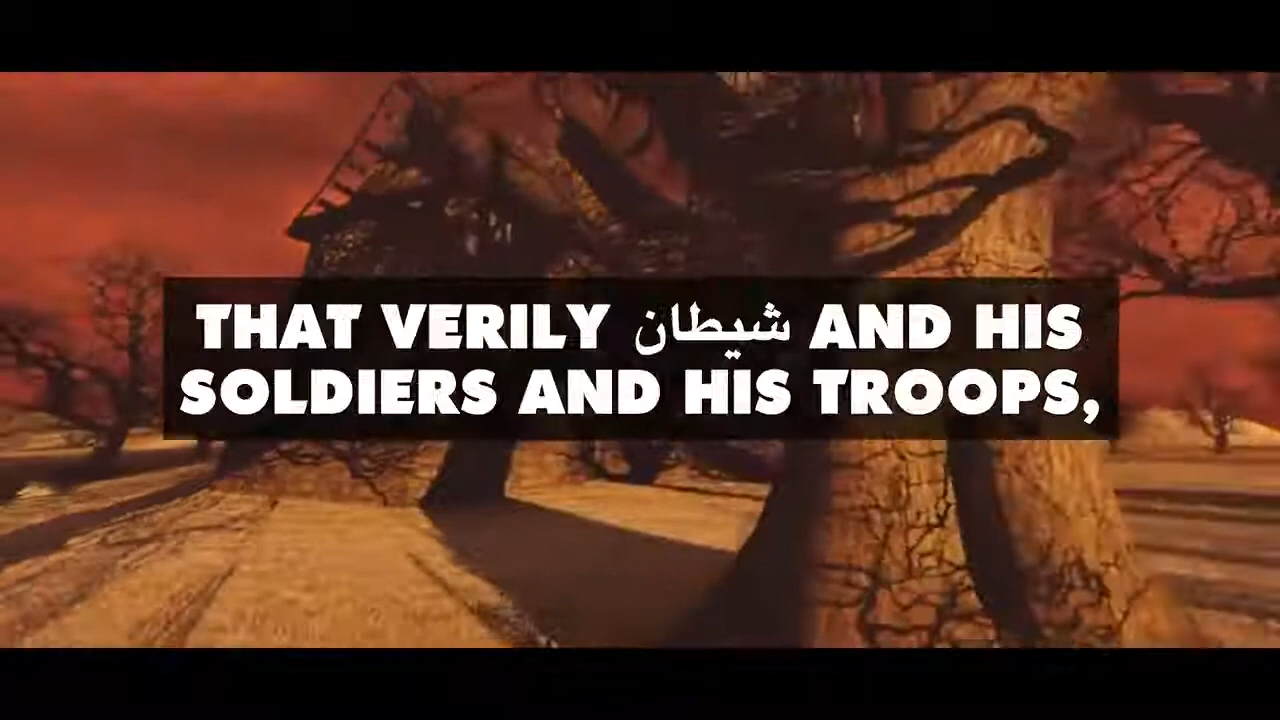 THAT VERILY شيطان AND HIS
SOLDIERS AND HIS TROOPS,